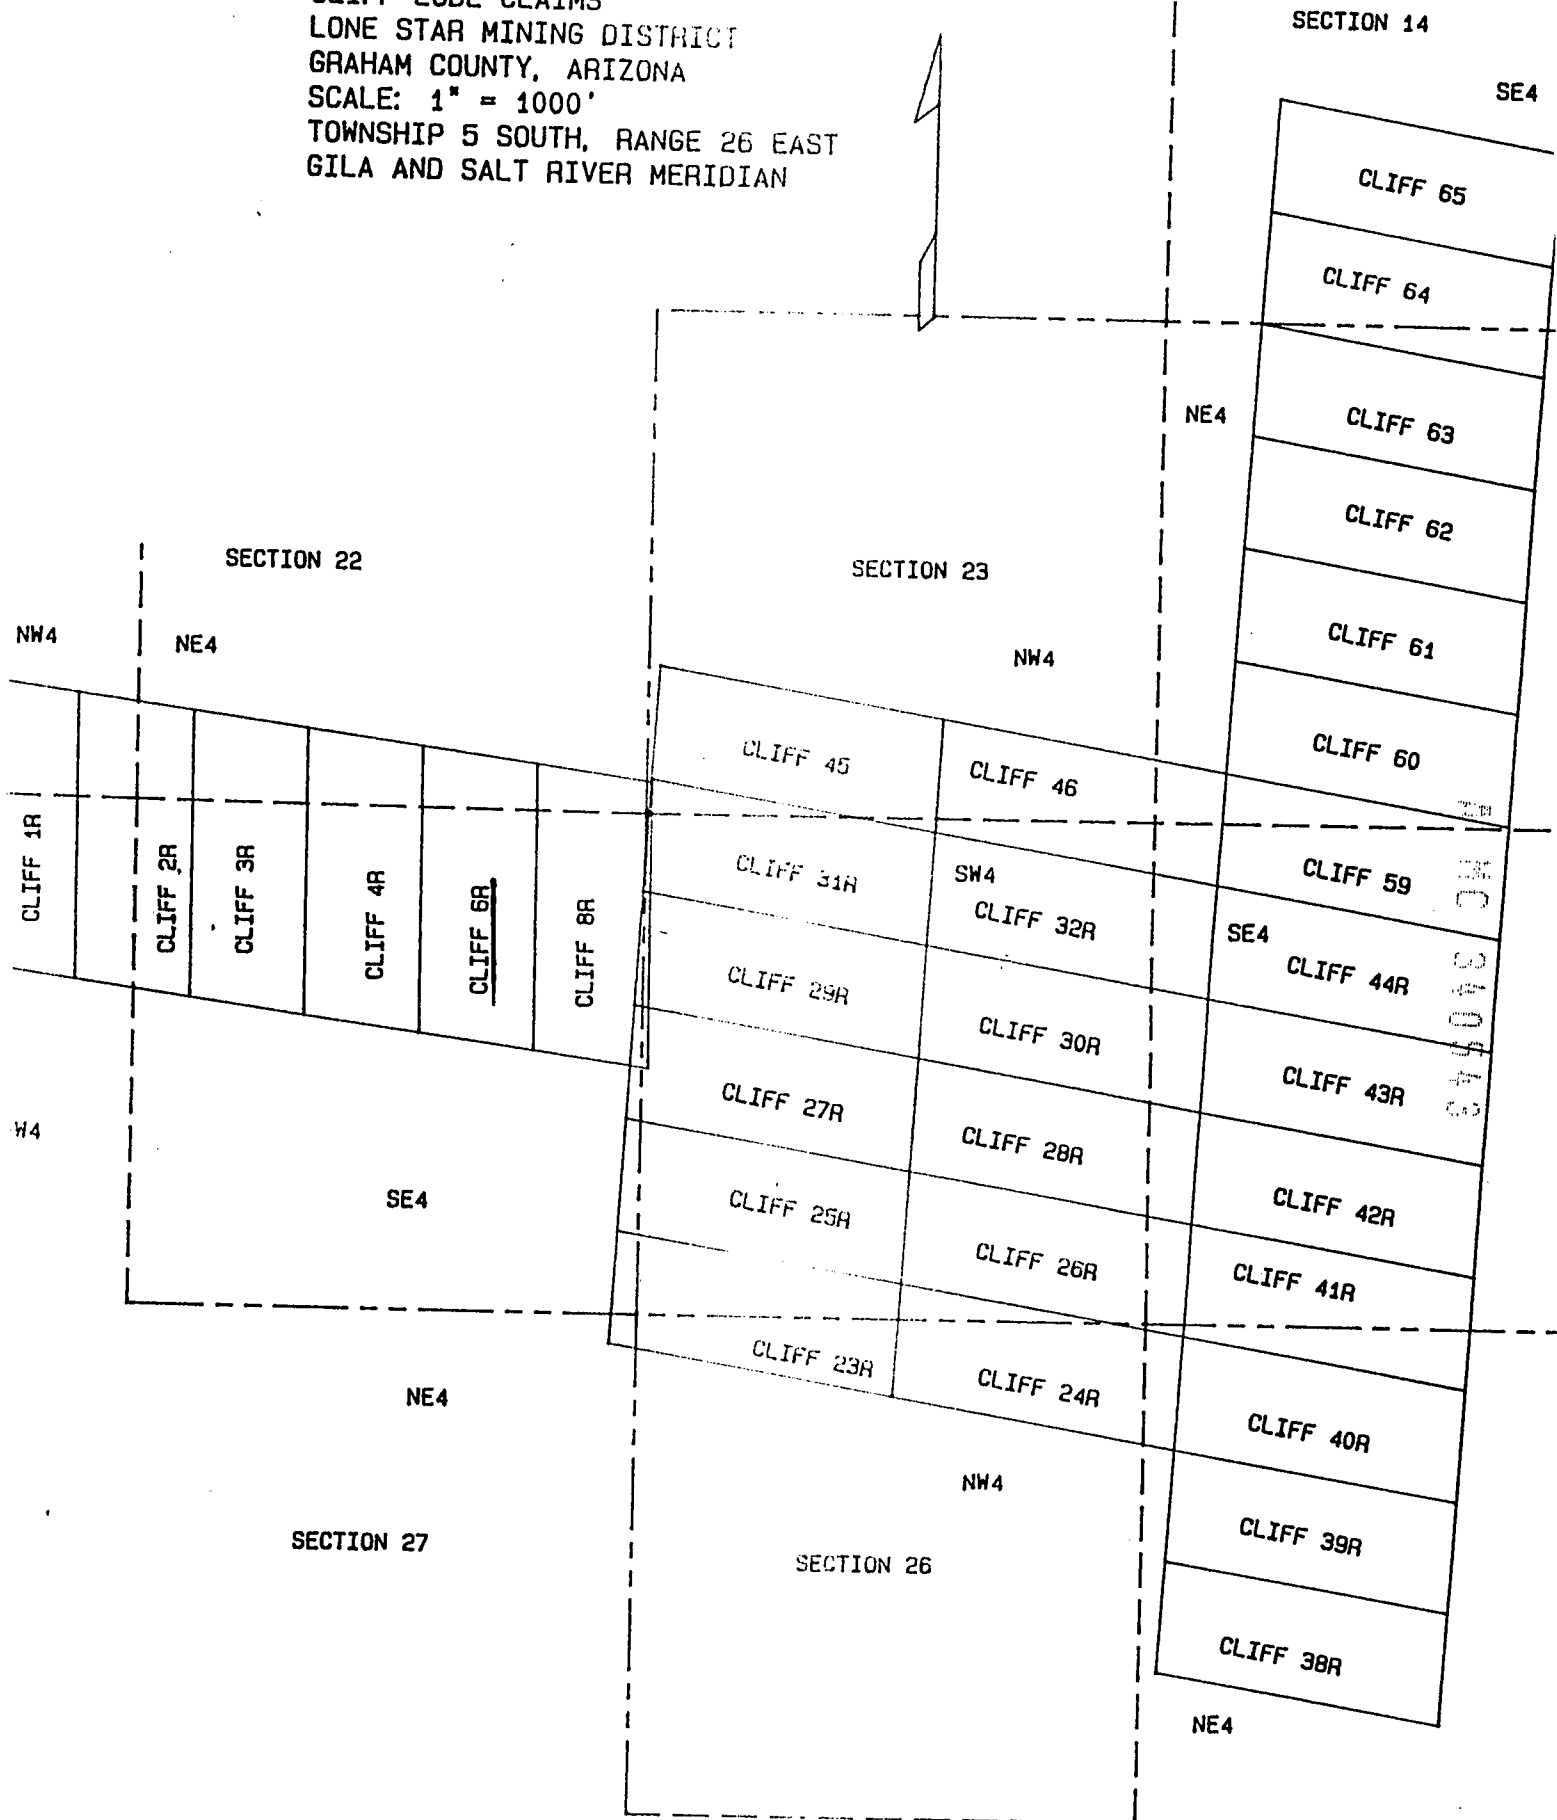 LODE CLAIMS
LONE STAR MINING DISTRICT
GRAHAM COUNTY, ARIZONA
SCALE: 1" = 1000'
TOWNSHIP 5 SOUTH, RANGE 26 EAST
GILA AND SALT RIVER MERIDIAN
SECTION 14
SE4
CLIFF 65
CLIFF 64
NE4
CLIFF 63
CLIFF 62
SECTION 22
SECTION 23
NW4
NE4
NW4
CLIFF 61
CLIFF 60
CLIFF 45
CLIFF 46
CLIFF 1R
CLIFF 2R
CLIFF 3R
CLIFF 4R
CLIFF 6R
CLIFF 8R
CLIFF 31R
SW4
CLIFF 32R
CLIFF 59
SE4
CLIFF 44R
CLIFF 29R
CLIFF 30R
CLIFF 43R
CLIFF 27R
CLIFF 28R
W4
SE4
CLIFF 25R
CLIFF 26R
CLIFF 42R
CLIFF 41R
CLIFF 23R
CLIFF 24R
NE4
CLIFF 40R
NW4
SECTION 27
SECTION 26
CLIFF 39R
CLIFF 38R
NE4
MC 340543